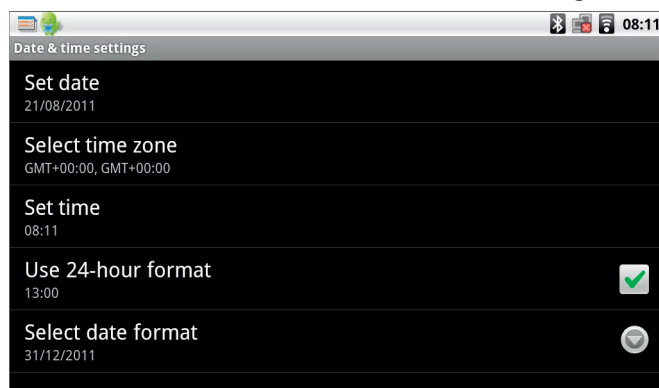 08:11
Date & time settings
Set date
21/08/2011
Select time zone
GMT+00:00, GMT+00:00
Set time
08:11
Use 24-hour format
13:00
Select date format
31/12/2011